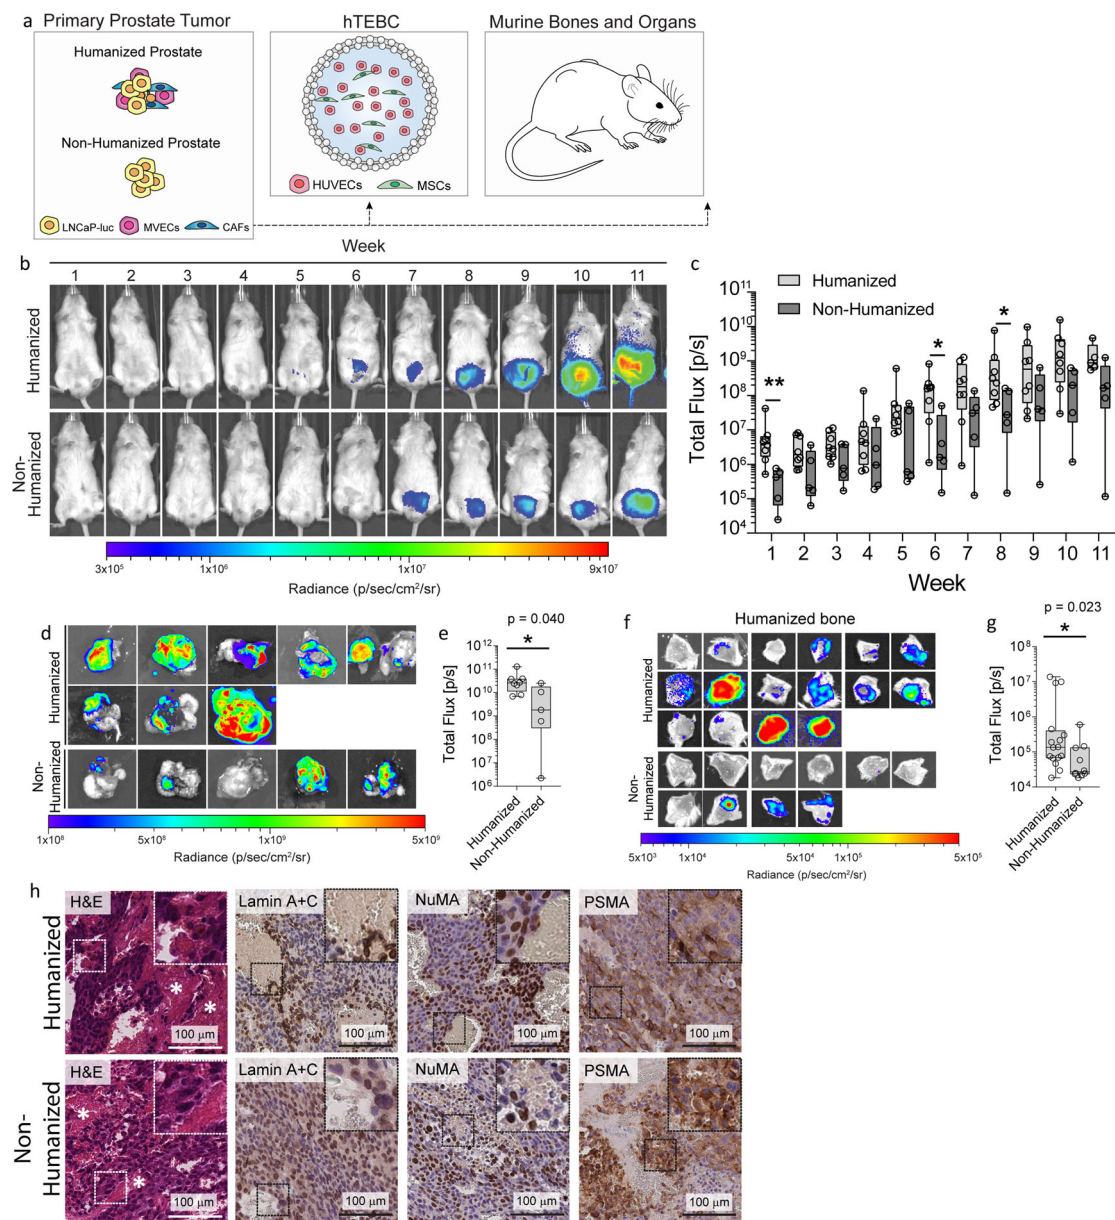 a
Primary Prostate Tumor
hTEBC
Murine Bones and Organs
Humanized Prostate
Non-Humanized Prostate
LNCaP-luc MVECs CAFs
HUVECs MSCs
b
Week
1 2 3 4 5 6 7 8 9 10 11
Humanized
Non-
Humanized
3x10⁵ 1x10⁶ 1x10⁷ 9x10⁷
Radiance (p/sec/cm²/sr)
c
Humanized
Non-Humanized
Total Flux [p/s]
10¹¹
10¹⁰
10⁹
10⁸
10⁷
10⁶
10⁵
10⁴
** * *
1 2 3 4 5 6 7 8 9 10 11
Week
d
Humanized
Non-
Humanized
1x10⁸ 5x10⁸ 1x10⁹ 5x10⁹
Radiance (p/sec/cm²/sr)
e
p = 0.040
*
Total Flux [p/s]
10¹²
10¹¹
10¹⁰
10⁹
10⁸
10⁷
10⁶
Humanized
Non-Humanized
f
Humanized bone
Humanized
Non-
Humanized
5x10³ 1x10⁴ 5x10⁴ 1x10⁵ 5x10⁵
Radiance (p/sec/cm²/sr)
g
p = 0.023
*
Total Flux [p/s]
10⁸
10⁷
10⁶
10⁵
10⁴
Humanized
Non-Humanized
h
Humanized
H&E
* *
100 µm
Lamin A+C
100 µm
NuMA
100 µm
PSMA
100 µm
Non-
Humanized
H&E
* *
100 µm
Lamin A+C
100 µm
NuMA
100 µm
PSMA
100 µm